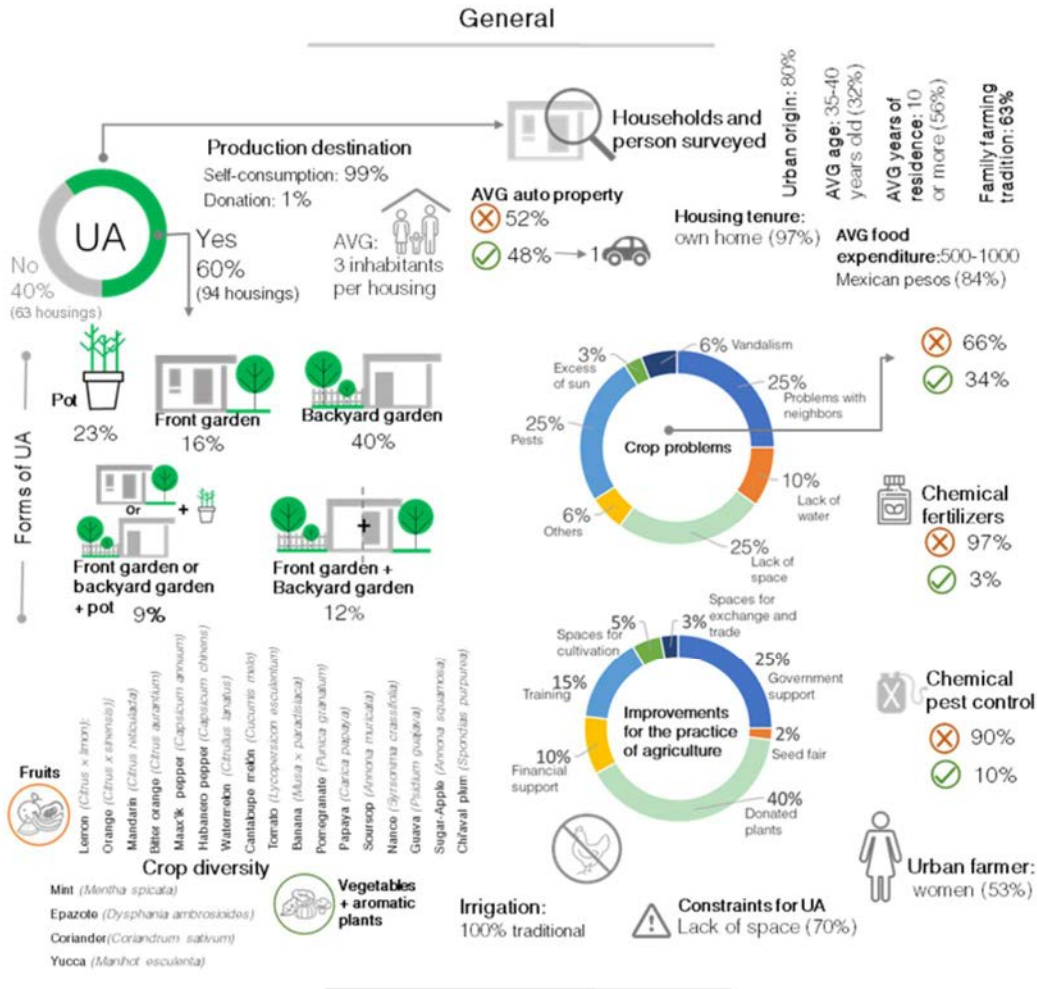 General
Households and
person surveyed
Urban origin: 80%
AVG age: 35-40
years old (32%)
AVG years of
residence: 10
or more (56%)
Family farming
tradition: 63%
Production destination
Self-consumption: 99%
Donation: 1%
UA
Yes
60%
(94 housings)
No
40%
(63 housings)
AVG:
3 inhabitants
per housing
AVG auto property
52%
48%
1
Housing tenure:
own home (97%)
AVG food
expenditure:500-1000
Mexican pesos (84%)
Forms of UA
Pot
23%
Front garden
16%
Backyard garden
40%
Or
+
Front garden or
backyard garden
+ pot
9%
+
Front garden +
Backyard garden
12%
Crop problems
6% Vandalism
25%
Problems with
neighbors
10%
Lack of
water
25%
Lack of
space
6%
Others
25%
Pests
3%
Excess
of sun
66%
34%
Chemical
fertilizers
97%
3%
Improvements
for the practice
of agriculture
3%
Spaces for
exchange and
trade
25%
Government
support
2%
Seed fair
40%
Donated
plants
10%
Financial
support
15%
Training
5%
Spaces for
cultivation
Chemical
pest control
90%
10%
Fruits
Lemon (Citrus x limon):
Orange (Citrus x sinensis))
Mandarin (Citrus reticulada)
Bitter orange (Citrus aurantium)
Maax'ik pepper (Capsicum annuum)
Habanero pepper (Capsicum chinens)
Watermelon (Citrullus lanatus)
Cantaloupe melón (Cucumis melo)
Tomato (Lycopersicon esculentum)
Banana (Musa x paradisiaca)
Pomegranate (Punica granatum)
Papaya (Carica papaya)
Soursop (Annona muricata)
Nance (Byrsonima crassifolia)
Guava (Psidium guajava)
Sugar-Apple (Annona squamosa)
Chi'aval plum (Spondias purpurea)
Crop diversity
Mint (Mentha spicata)
Epazote (Dysphania ambrosioides)
Coriander(Coriandrum sativum)
Yucca (Manihot esculenta)
Vegetables
+ aromatic
plants
Irrigation:
100% traditional
Constraints for UA
Lack of space (70%)
Urban farmer:
women (53%)